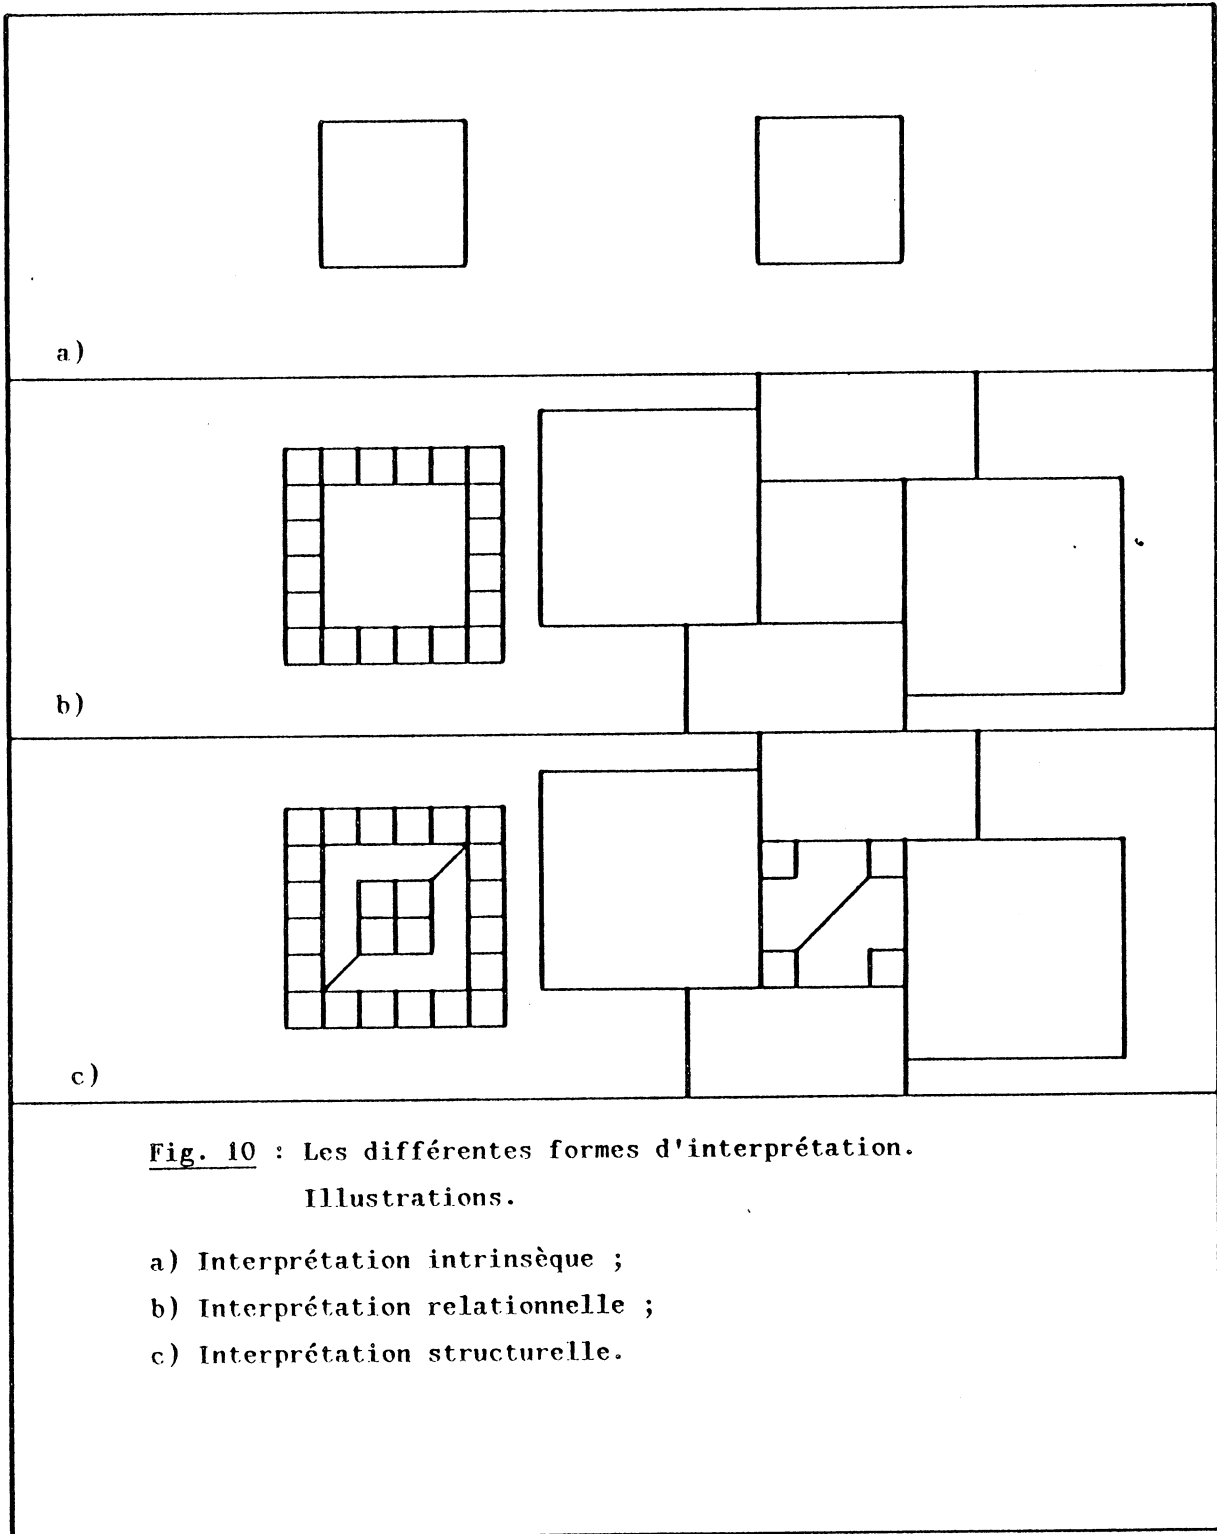 a)
b)
c)
Fig. 10 : Les différentes formes d'interprétation.
Illustrations.
a) Interprétation intrinsèque ;
b) Interprétation relationnelle ;
c) Interprétation structurelle.